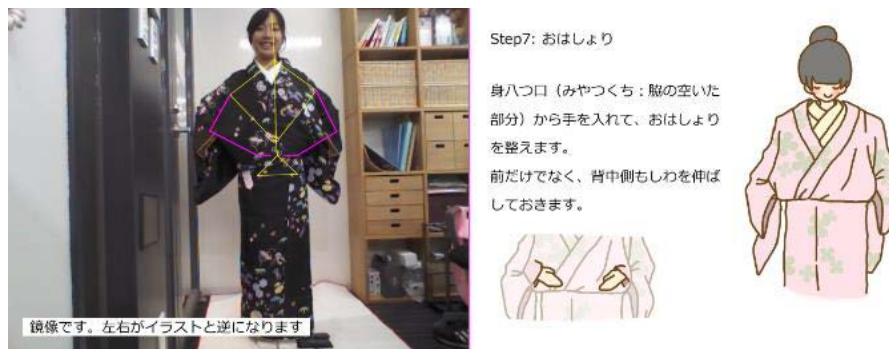 Step7: おはしょり
身八つ口（みやつくち：脇の空いた
部分）から手を入れて、おはしょり
を整えます。
前だけでなく、背中側もしわを伸ば
しておきます。
鏡像です。左右がイラストと逆になります